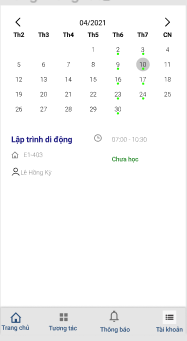 04/2021
Th2 Th3 Th4 Th5 Th6 Th7 CN
1 2 3 4
5 6 7 8 9 10 11
12 13 14 15 16 17 18
19 20 21 22 23 24 25
26 27 28 29 30
Lập trình di động 07:00 - 10:30
E1-403
Chưa học
Lê Hồng Kỳ
Trang chủ Tương tác Thông báo Tài khoản